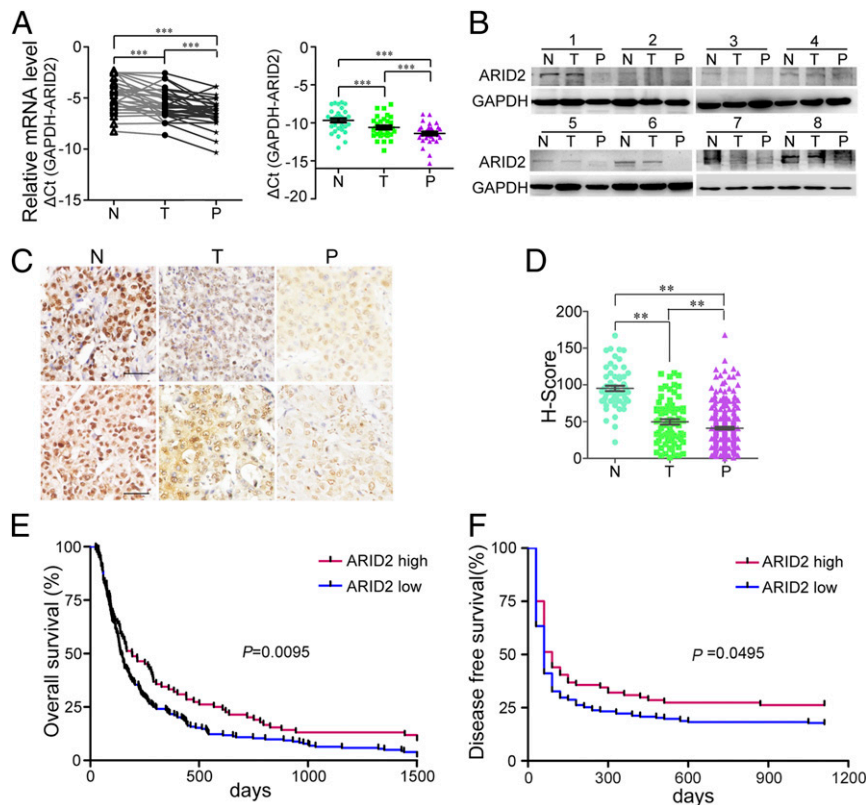 A
Relative mRNA level
ΔCt (GAPDH-ARID2)
***
*** ***
0
-5
-10
-15
N T P
ΔCt (GAPDH-ARID2)
***
*** ***
0
-5
-10
-15
-20
N T P
B
1 2 3 4
N T P N T P N T P N T P
ARID2
GAPDH
5 6 7 8
N T P N T P N T P N T P
ARID2
GAPDH
C
N T P
D
H-Score
**
** **
200
150
100
50
0
N T P
E
Overall survival (%)
100
75
50
25
0
ARID2 high
ARID2 low
P=0.0095
0 500 1000 1500
days
F
Disease free survival(%)
100
75
50
25
0
ARID2 high
ARID2 low
P =0.0495
0 300 600 900 1200
days